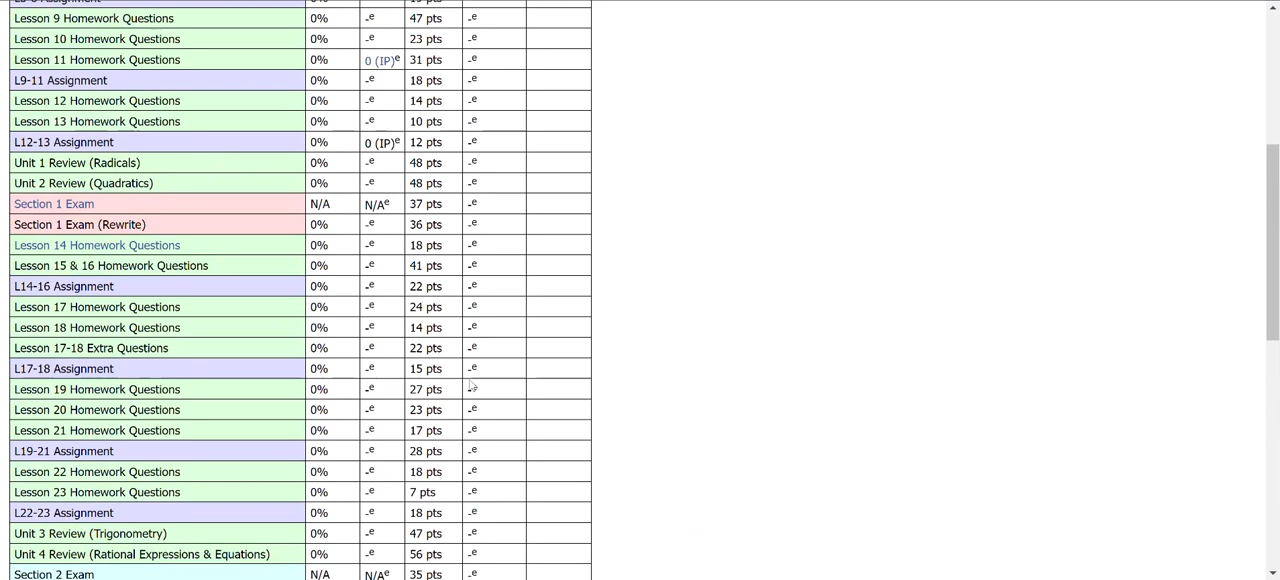 Lesson 9 Homework Questions 0% -e 47 pts -e
Lesson 10 Homework Questions 0% -e 23 pts -e
Lesson 11 Homework Questions 0% 0 (IP)e 31 pts -e
L9-11 Assignment 0% -e 18 pts -e
Lesson 12 Homework Questions 0% -e 14 pts -e
Lesson 13 Homework Questions 0% -e 10 pts -e
L12-13 Assignment 0% 0 (IP)e 12 pts -e
Unit 1 Review (Radicals) 0% -e 48 pts -e
Unit 2 Review (Quadratics) 0% -e 48 pts -e
Section 1 Exam N/A N/Ae 37 pts -e
Section 1 Exam (Rewrite) 0% -e 36 pts -e
Lesson 14 Homework Questions 0% -e 18 pts -e
Lesson 15 & 16 Homework Questions 0% -e 41 pts -e
L14-16 Assignment 0% -e 22 pts -e
Lesson 17 Homework Questions 0% -e 24 pts -e
Lesson 18 Homework Questions 0% -e 14 pts -e
Lesson 17-18 Extra Questions 0% -e 22 pts -e
L17-18 Assignment 0% -e 15 pts -e
Lesson 19 Homework Questions 0% -e 27 pts -e
Lesson 20 Homework Questions 0% -e 23 pts -e
Lesson 21 Homework Questions 0% -e 17 pts -e
L19-21 Assignment 0% -e 28 pts -e
Lesson 22 Homework Questions 0% -e 18 pts -e
Lesson 23 Homework Questions 0% -e 7 pts -e
L22-23 Assignment 0% -e 18 pts -e
Unit 3 Review (Trigonometry) 0% -e 47 pts -e
Unit 4 Review (Rational Expressions & Equations) 0% -e 56 pts -e
Section 2 Exam N/A N/Ae 35 pts -e